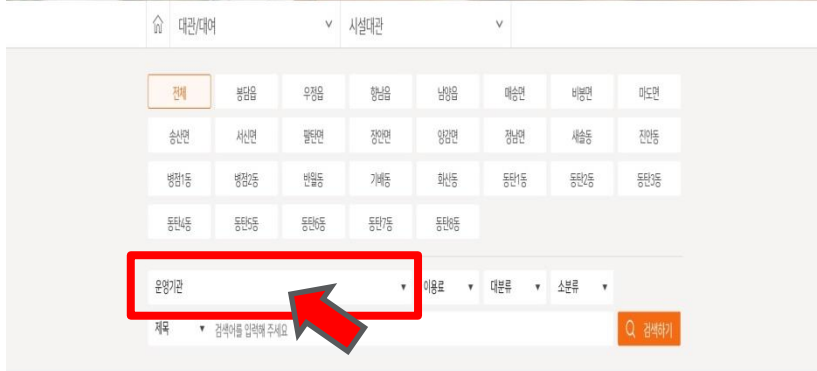 대관/대여 시설대관
전체 봉담읍 우정읍 향남읍 남양읍 매송면 비봉면 마도면
송산면 서신면 팔탄면 장안면 양감면 정남면 새솔동 진안동
병점1동 병점2동 반월동 기배동 화산동 동탄1동 동탄2동 동탄3동
동탄4동 동탄5동 동탄6동 동탄7동 동탄8동
운영기관 이용료 대분류 소분류
제목 검색어를 입력해 주세요 검색하기